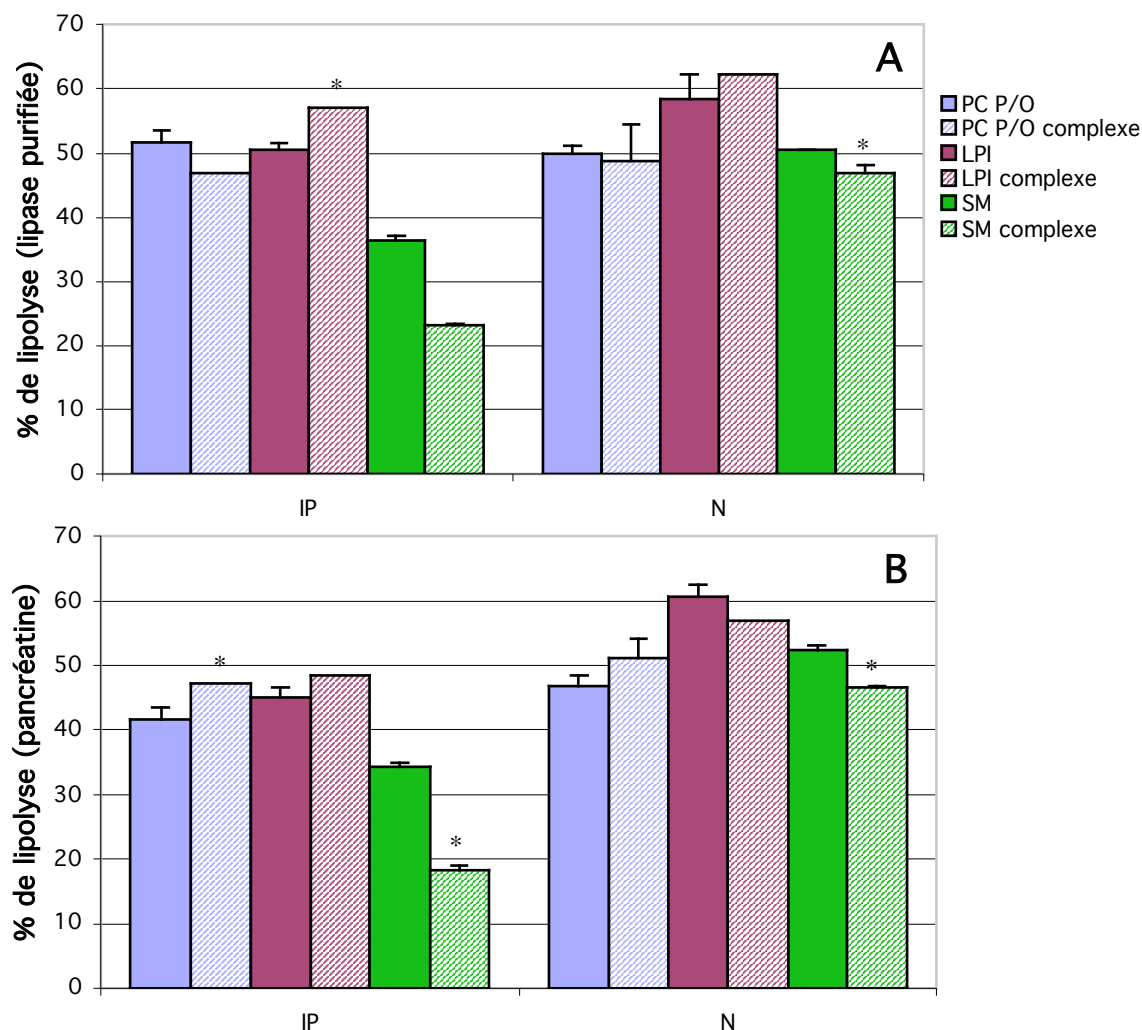 70
A
% de lipolyse (lipase purifiée)
60
*
50
*
40
30
20
10
0
IP
N
PC P/O
PC P/O complexe
LPI
LPI complexe
SM
SM complexe
70
B
% de lipolyse (pancréatine)
60
50
*
*
40
30
20
*
10
0
IP
N